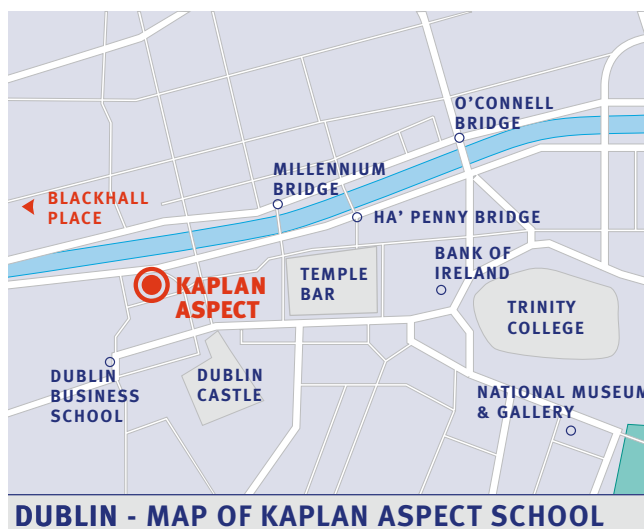 O'CONNELL
BRIDGE
MILLENNIUM
BRIDGE
BLACKHALL
PLACE
HA' PENNY BRIDGE
BANK OF
IRELAND
KAPLAN
ASPECT
TEMPLE
BAR
TRINITY
COLLEGE
DUBLIN
BUSINESS
SCHOOL
DUBLIN
CASTLE
NATIONAL MUSEUM
& GALLERY
DUBLIN - MAP OF KAPLAN ASPECT SCHOOL